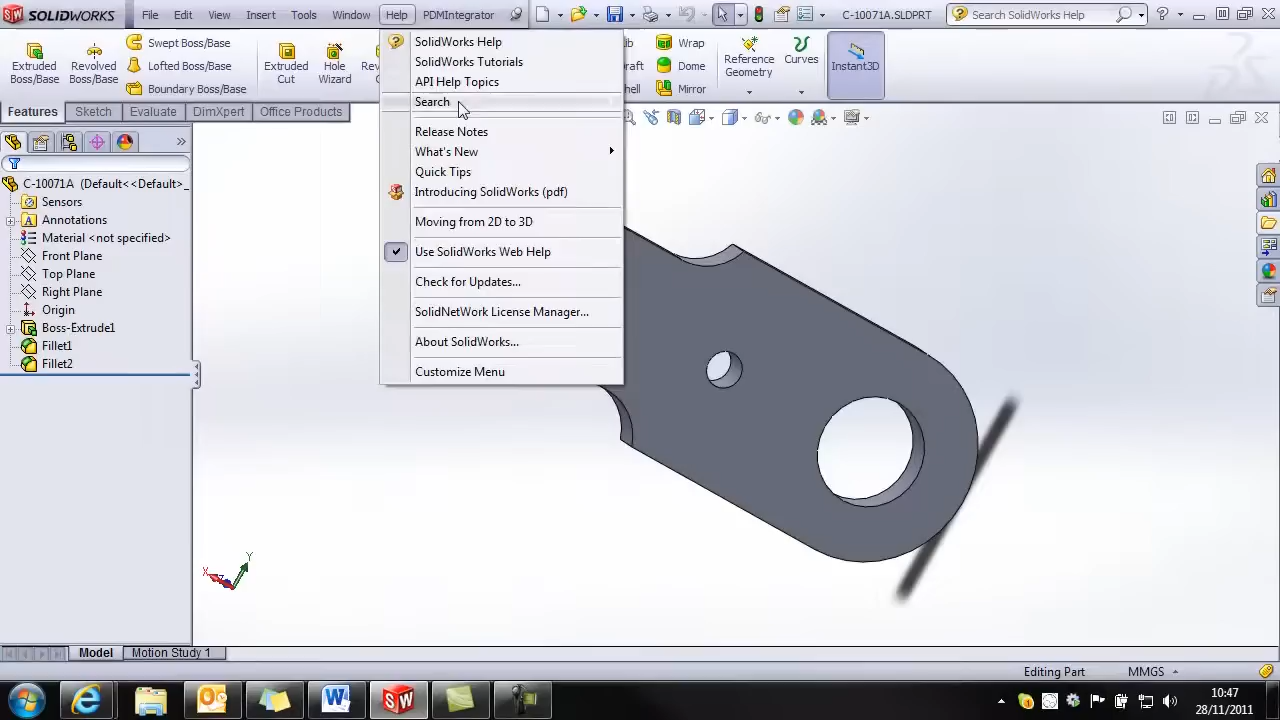 SOLIDWORKS File Edit View Insert Tools Window Help PDMIntegrator C-10071A.SLDPRT Search SolidWorks Help
Extruded Boss/Base
Revolved Boss/Base
Swept Boss/Base
Lofted Boss/Base
Boundary Boss/Base
Extruded Cut
Hole Wizard
Wrap
Dome
Mirror
Reference Geometry
Curves
Instant3D
Features Sketch Evaluate DimXpert Office Products
SolidWorks Help
SolidWorks Tutorials
API Help Topics
Search
Release Notes
What's New
Quick Tips
Introducing SolidWorks (pdf)
Moving from 2D to 3D
Use SolidWorks Web Help
Check for Updates...
SolidNetWork License Manager...
About SolidWorks...
Customize Menu
C-10071A (Default<<Default>_
Sensors
Annotations
Material <not specified>
Front Plane
Top Plane
Right Plane
Origin
Boss-Extrude1
Fillet1
Fillet2
X
Y
Model Motion Study 1
Editing Part MMGS
10:47
28/11/2011